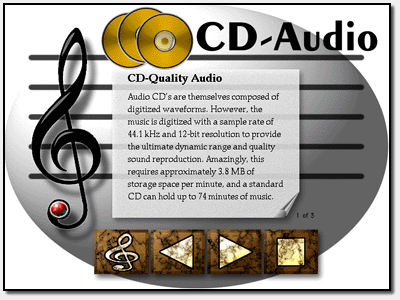 CD-Audio
CD-Quality Audio
Audio CD's are themselves composed of
digitized waveforms. However, the
music is digitized with a sample rate of
44.1 kHz and 12-bit resolution to provide
the ultimate dynamic range and quality
sound reproduction. Amazingly, this
requires approximately 3.8 MB of
storage space per minute, and a standard
CD can hold up to 74 minutes of music.
1 of 3